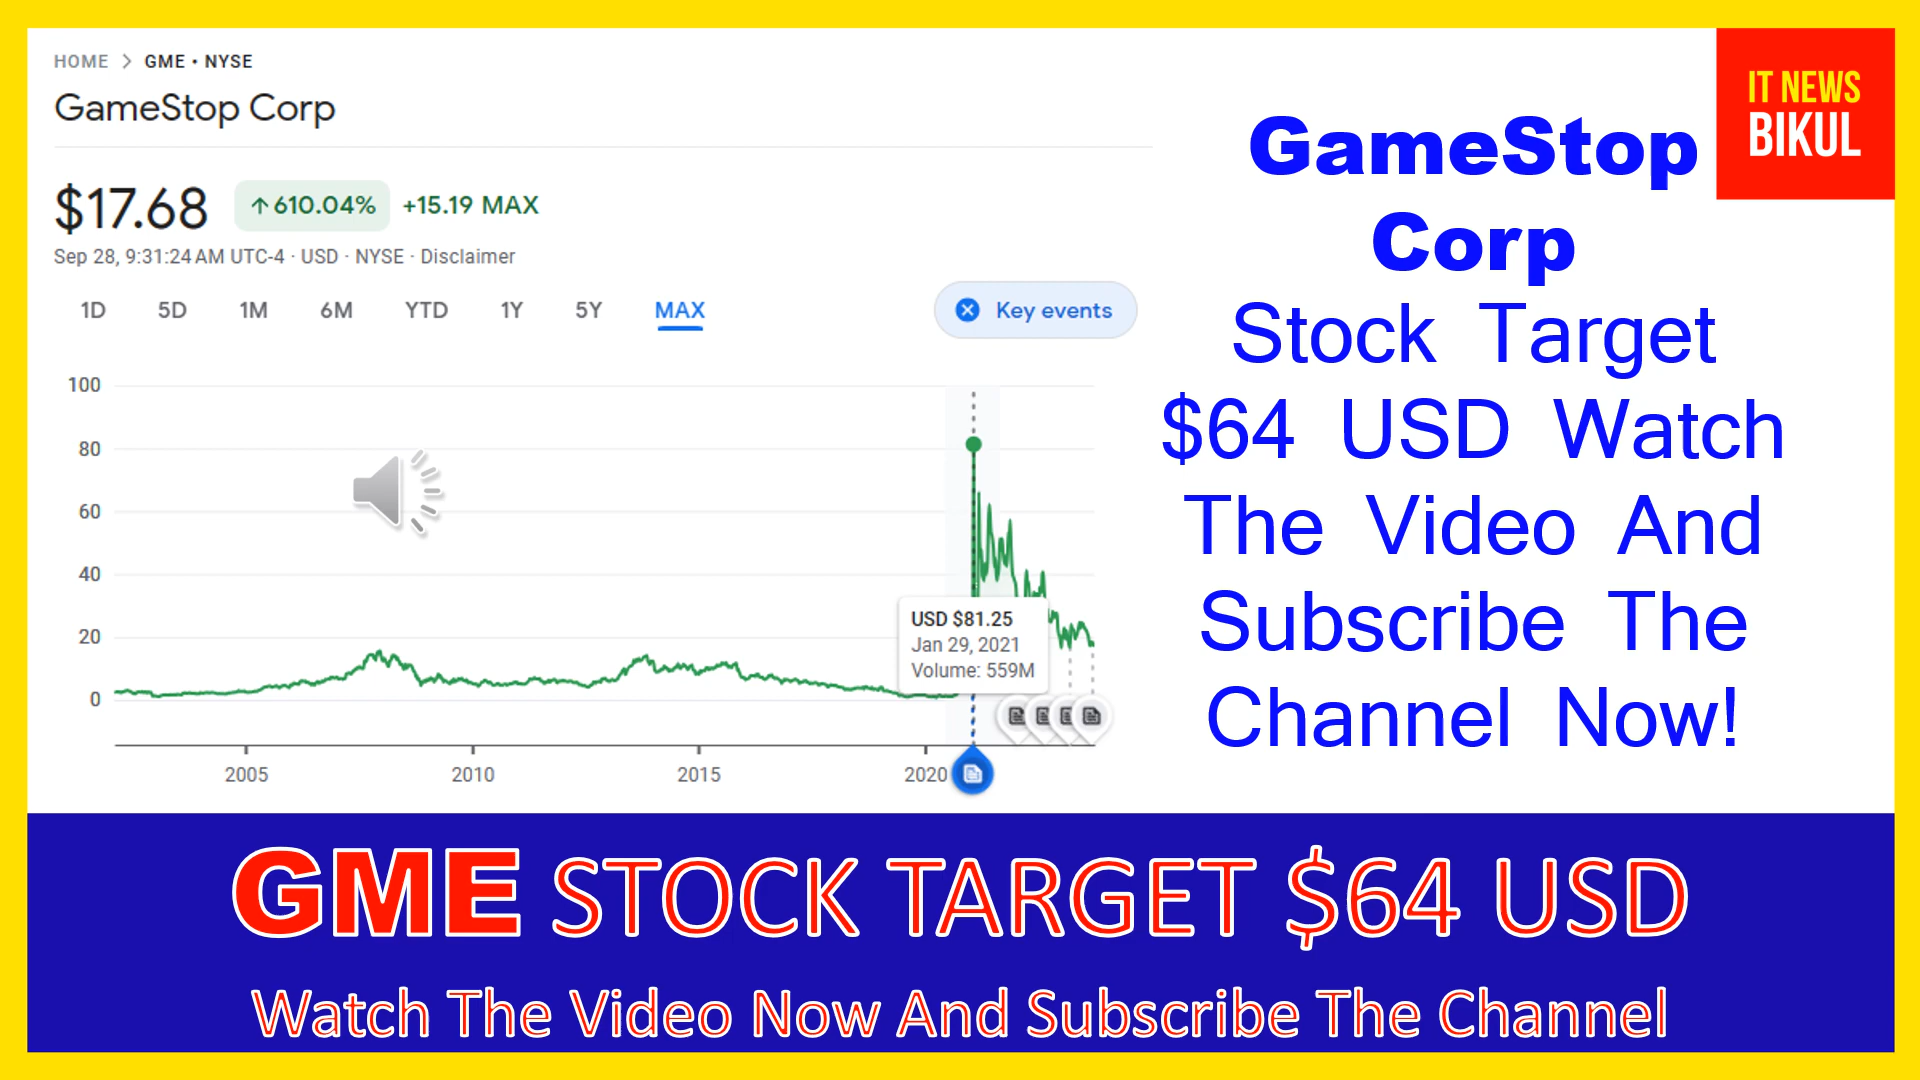 HOME > GME • NYSE
GameStop Corp
$17.68 ↑610.04% +15.19 MAX
Sep 28, 9:31:24 AM UTC-4 · USD · NYSE · Disclaimer
1D 5D 1M 6M YTD 1Y 5Y MAX
Key events
100
80
60
40
20
0
USD $81.25
Jan 29, 2021
Volume: 559M
2005 2010 2015 2020
IT NEWS
BIKUL
GameStop
Corp
Stock Target
$64 USD Watch
The Video And
Subscribe The
Channel Now!
GME STOCK TARGET $64 USD
Watch The Video Now And Subscribe The Channel